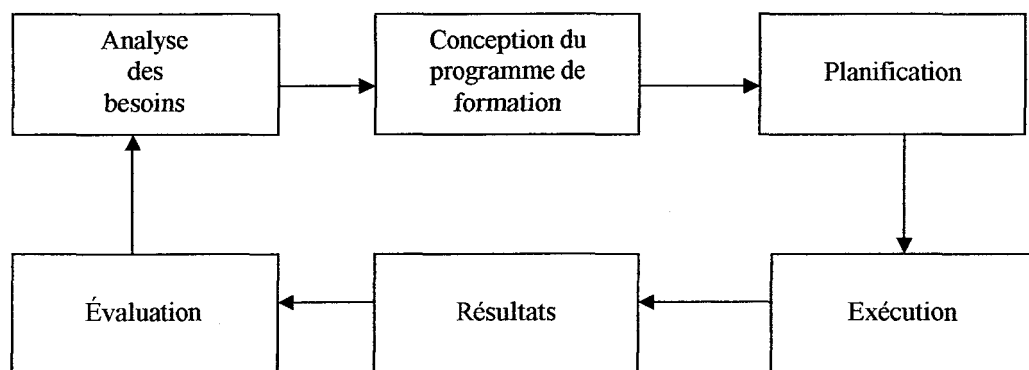 Analyse
des
besoins
Conception du
programme de
formation
Planification
Évaluation
Résultats
Exécution